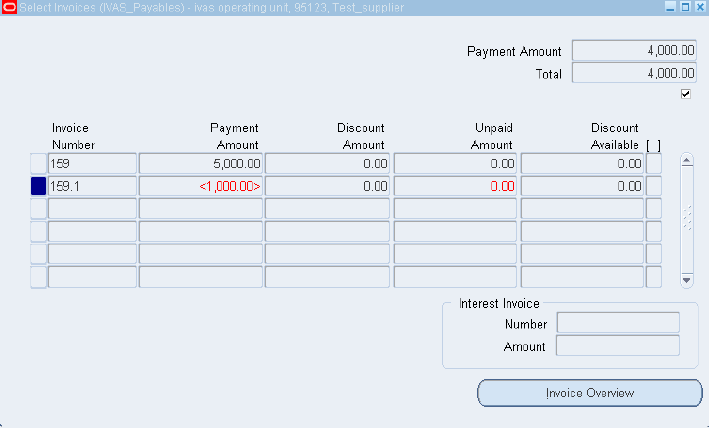 Select Invoices (IVAS_Payables) - ivas operating unit, 95123, Test_supplier
Payment Amount 4,000.00
Total 4,000.00
Invoice Number Payment Amount Discount Amount Unpaid Amount Discount Available [ ]
159 5,000.00 0.00 0.00 0.00
159.1 <1,000.00> 0.00 0.00 0.00
Interest Invoice
Number
Amount
Invoice Overview